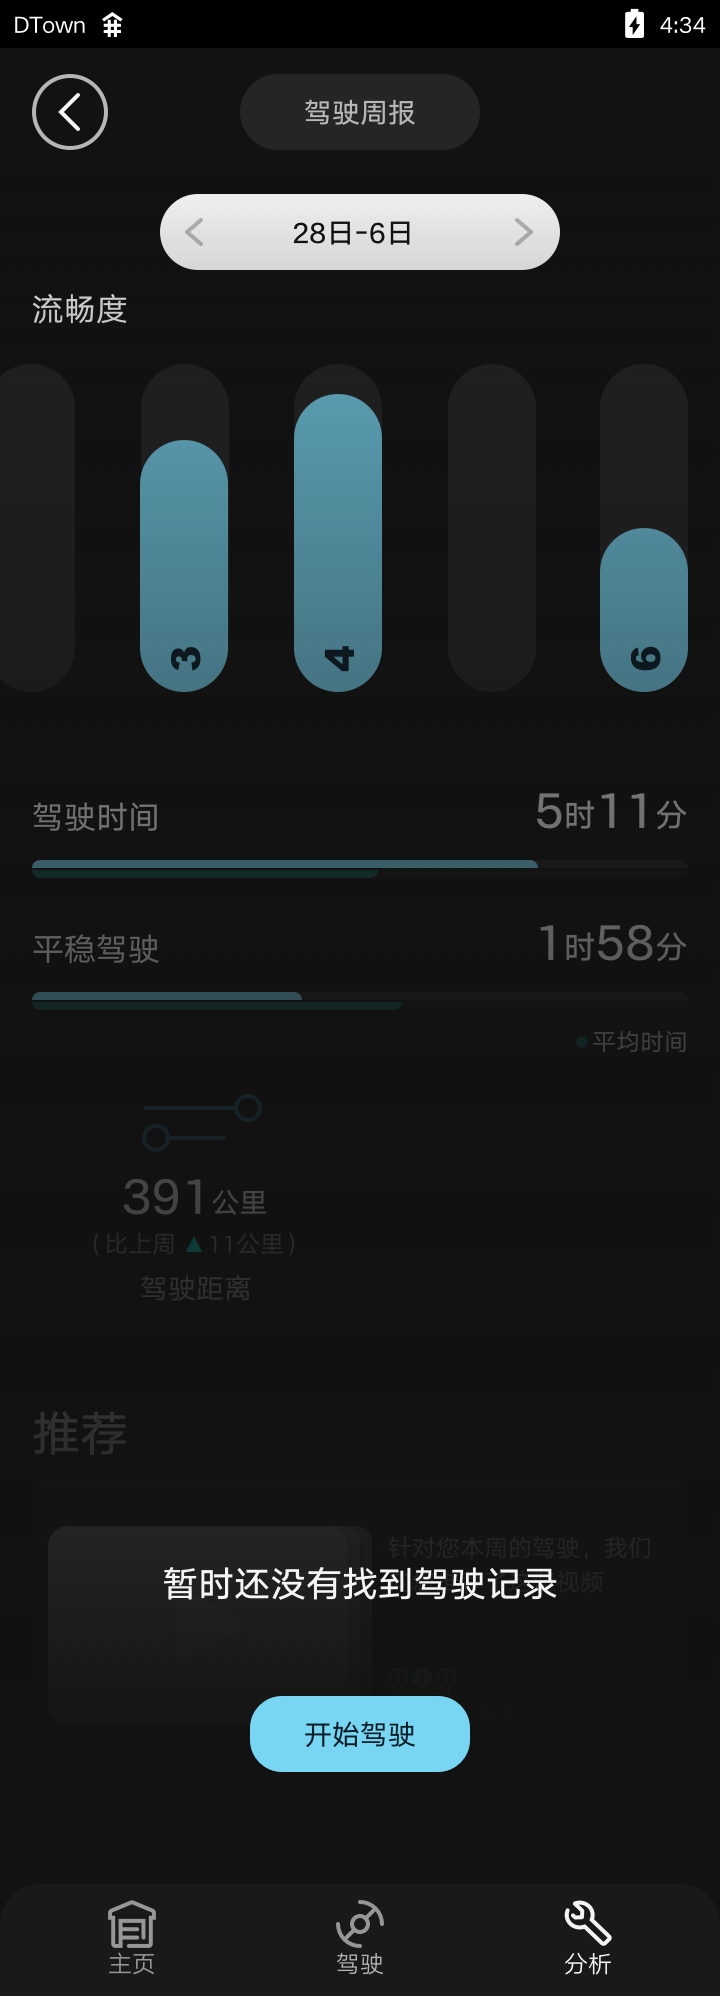 DTown 4:34
驾驶周报
28日-6日
流畅度
3 4 6
驾驶时间 5时11分
平稳驾驶 1时58分
平均时间
391公里
(比上周 ▲11公里)
驾驶距离
推荐
针对您本周的驾驶，我们
视频
暂时还没有找到驾驶记录
开始驾驶
主页 驾驶 分析